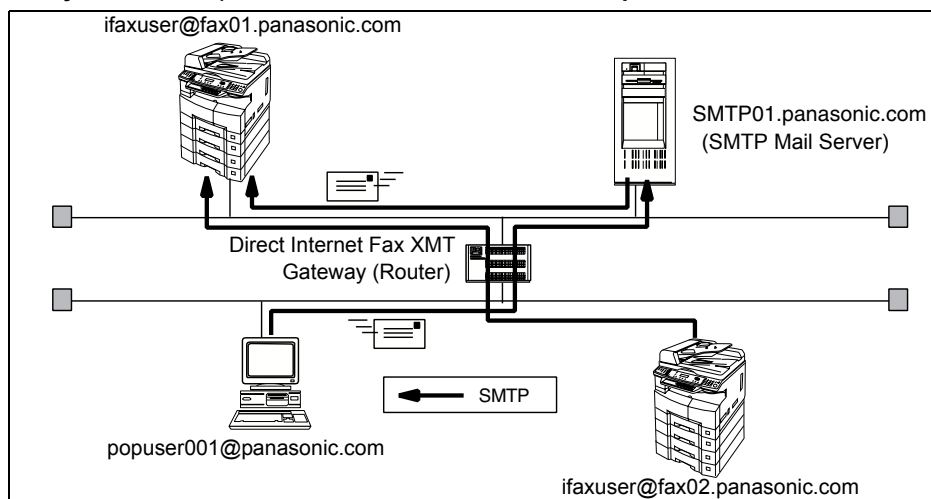 ifaxuser@fax01.panasonic.com
SMTP01.panasonic.com
(SMTP Mail Server)
Direct Internet Fax XMT
Gateway (Router)
SMTP
popuser001@panasonic.com
ifaxuser@fax02.panasonic.com